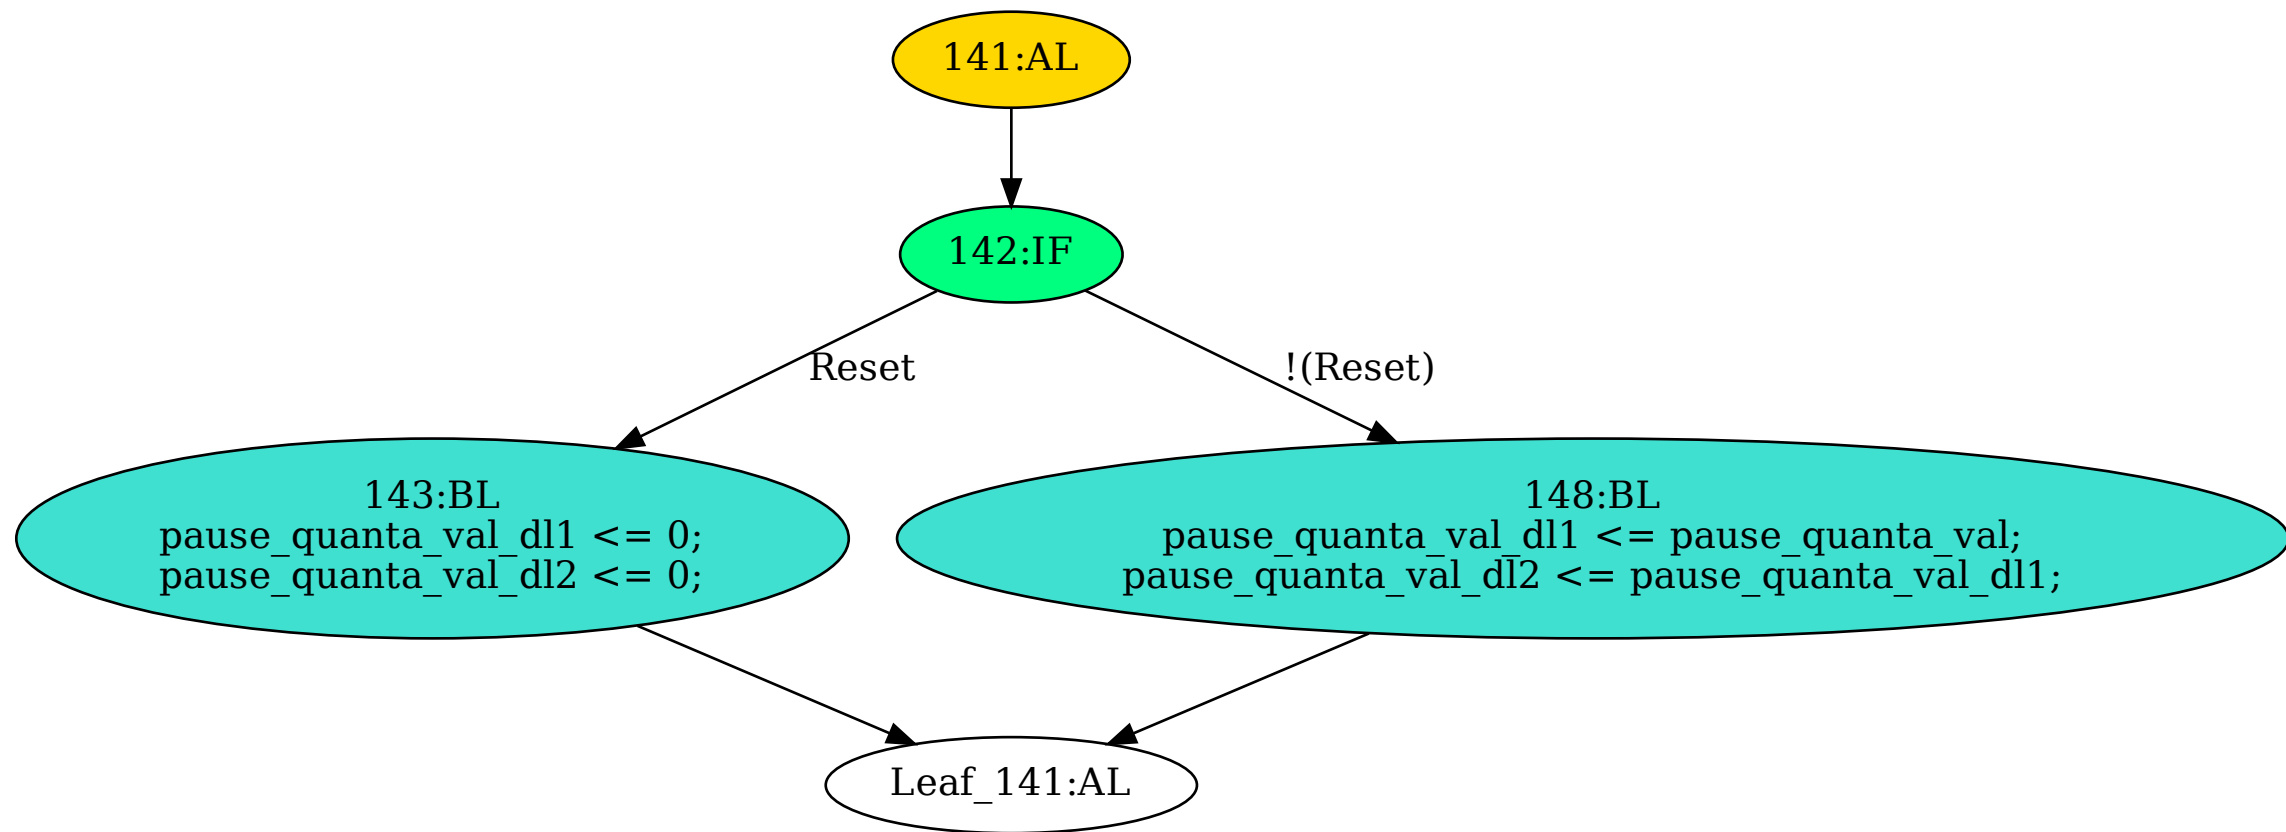 141:AL
142:IF
Reset
!(Reset)
143:BL
pause_quanta_val_dl1 <= 0;
pause_quanta_val_dl2 <= 0;
148:BL
pause_quanta_val_dl1 <= pause_quanta_val;
pause_quanta_val_dl2 <= pause_quanta_val_dl1;
Leaf_141:AL